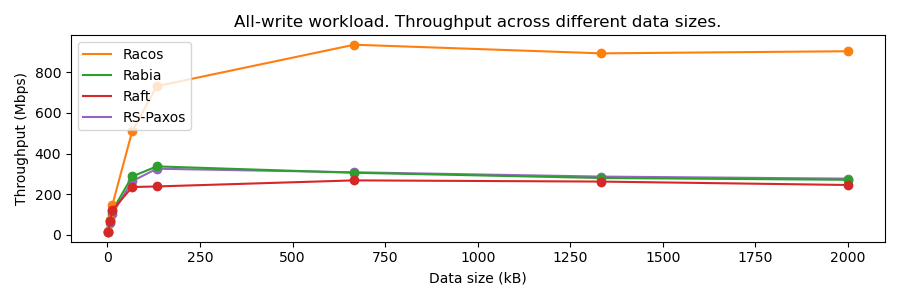 All-write workload. Throughput across different data sizes.
Racos
Rabia
Raft
RS-Paxos
Throughput (Mbps)
800
600
400
200
0
0 250 500 750 1000 1250 1500 1750 2000
Data size (kB)